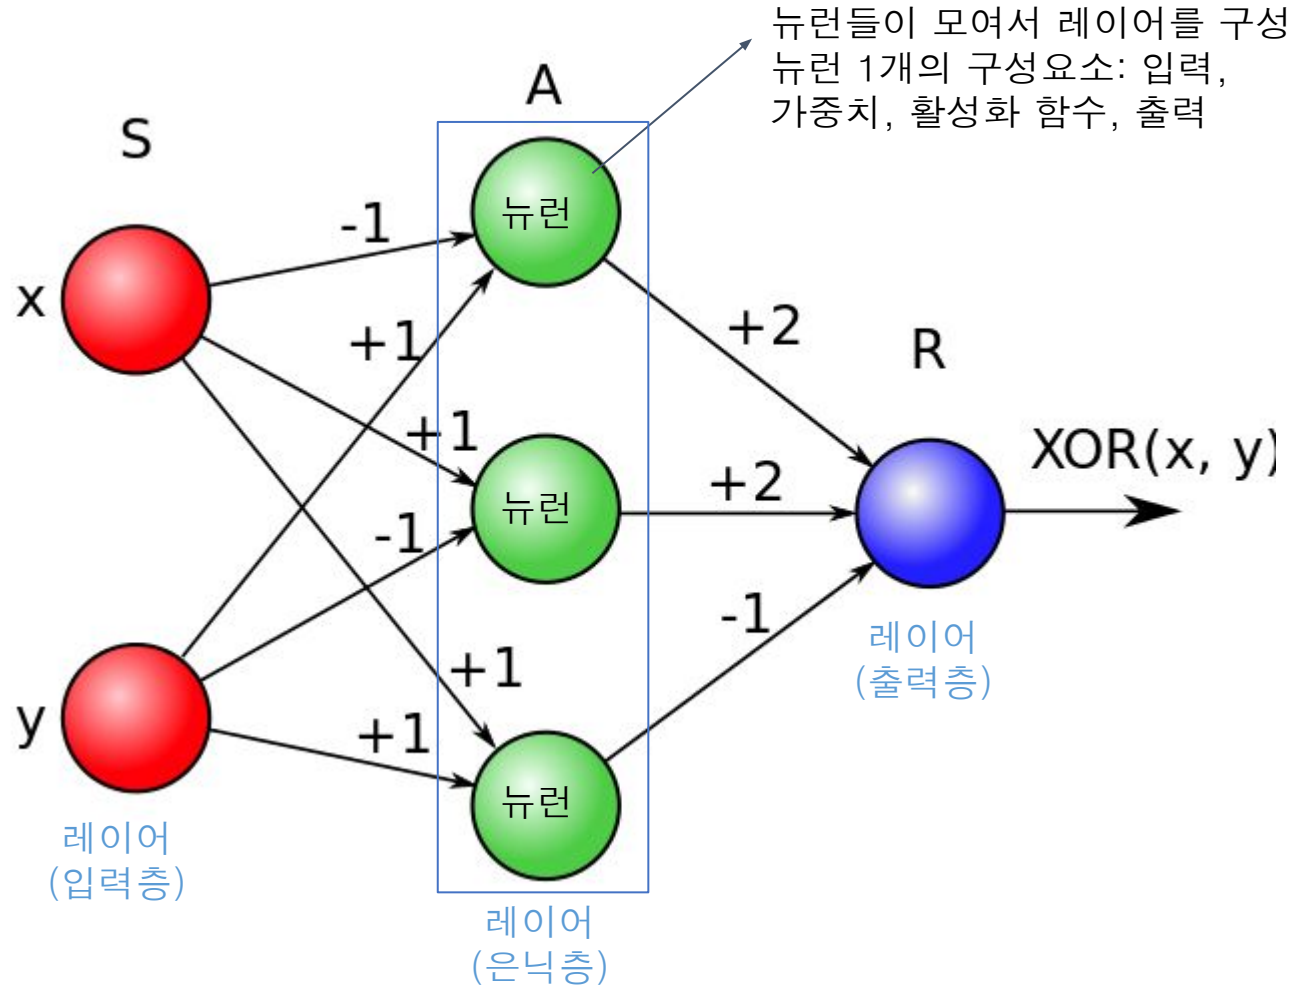 뉴런들이 모여서 레이어를 구성
뉴런 1개의 구성요소: 입력,
가중치, 활성화 함수, 출력
A
S
뉴런
-1
x
+1
+2
R
+1
XOR(x, y)
+2
뉴런
-1
-1
레이어
(출력층)
+1
y
+1
뉴런
레이어
(입력층)
레이어
(은닉층)